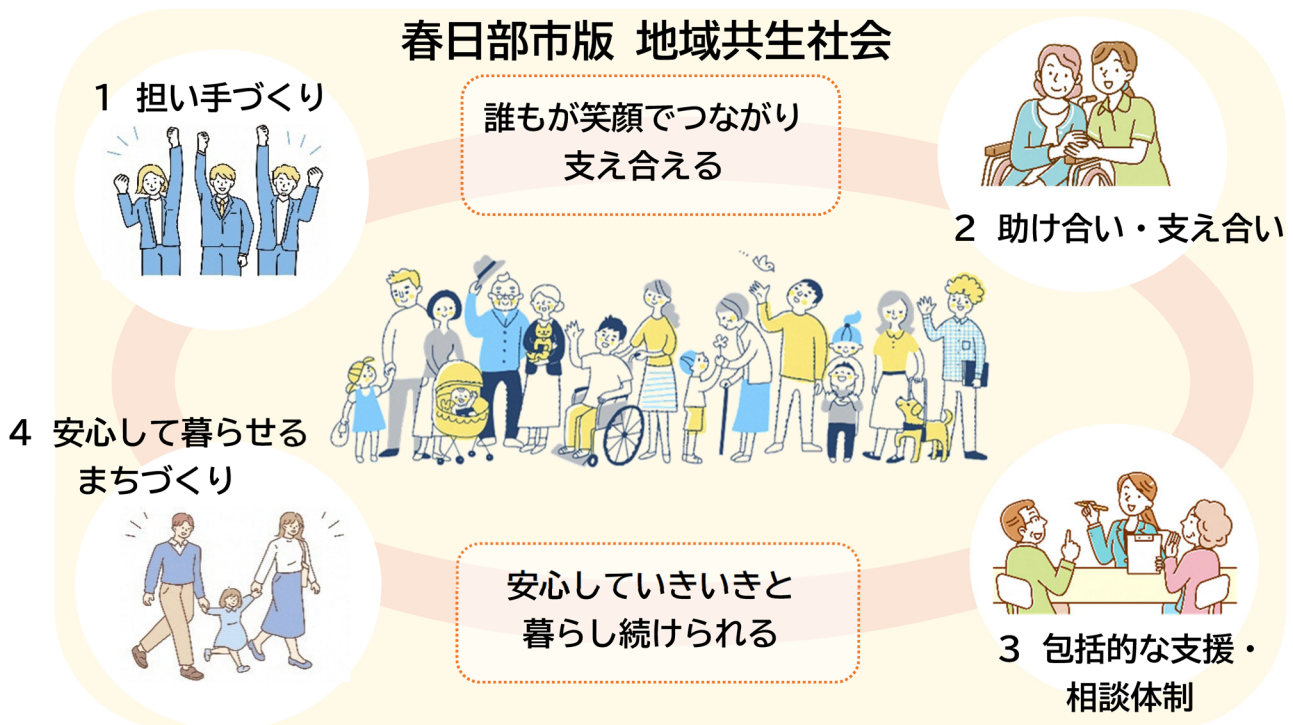 春日部市版 地域共生社会
1 担い手づくり
誰もが笑顔でつながり
支え合える
2 助け合い・支え合い
4 安心して暮らせる
まちづくり
安心していきいきと
暮らし続けられる
3 包括的な支援・
相談体制